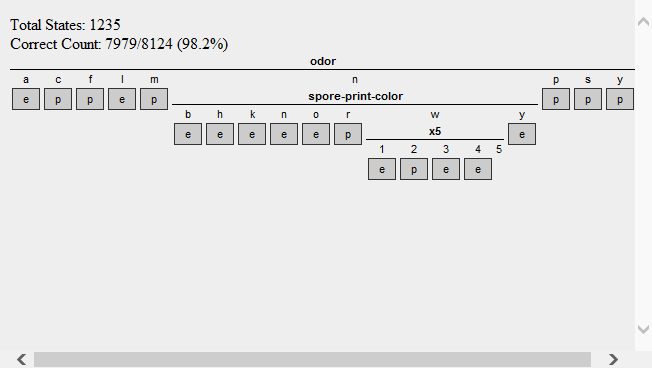 Total States: 1235
Correct Count: 7979/8124 (98.2%)
odor
a c f l m n p s y
e p p e p spore-print-color p p p
b h k n o r w y
e e e e e p x5 e
1 2 3 4 5
e p e e